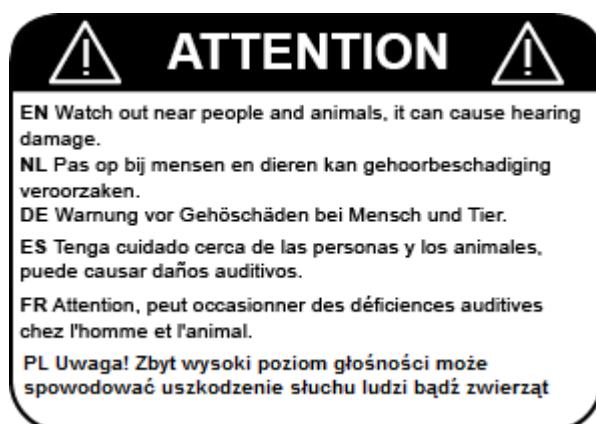 ATTENTION
EN Watch out near people and animals, it can cause hearing
damage.
NL Pas op bij mensen en dieren kan gehoorbeschadiging
veroorzaken.
DE Warnung vor Gehöschäden bei Mensch und Tier.
ES Tenga cuidado cerca de las personas y los animales,
puede causar daños auditivos.
FR Attention, peut occasionner des déficiences auditives
chez l'homme et l'animal.
PL Uwaga! Zbyt wysoki poziom głośności może
spowodować uszkodzenie słuchu ludzi bądź zwierząt